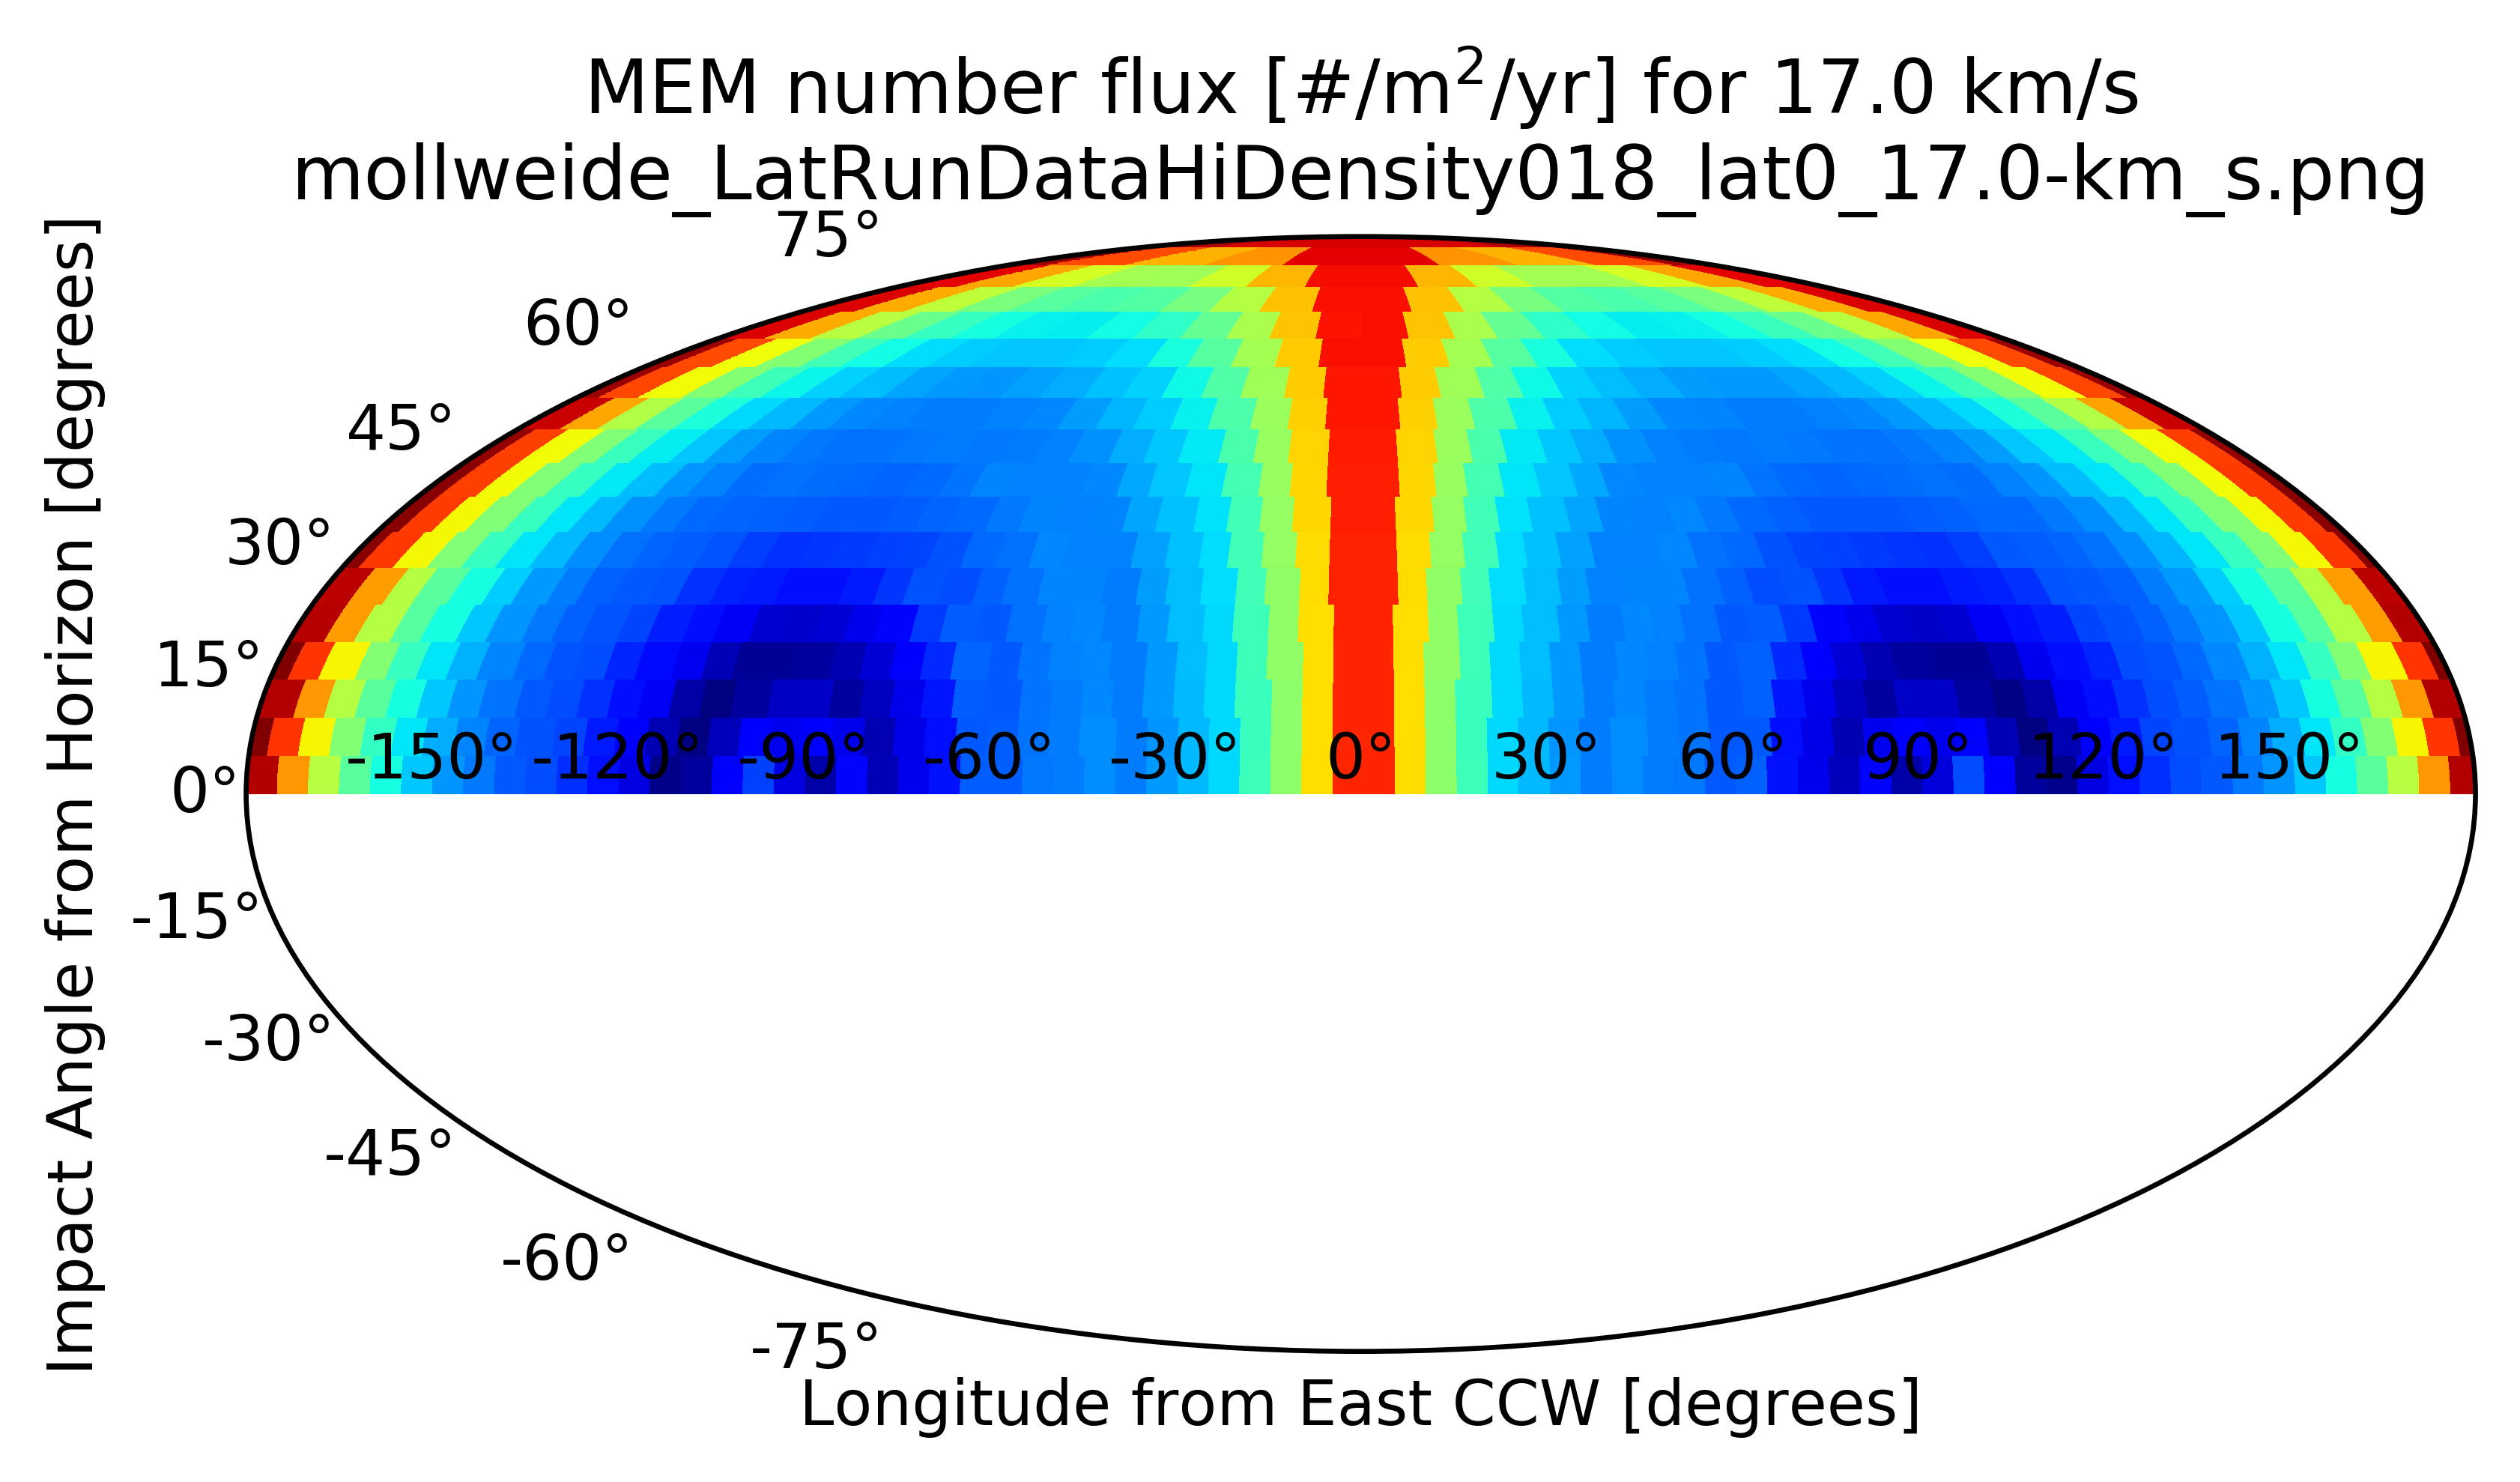 MEM number flux [#/m²/yr] for 17.0 km/s
mollweide_LatRunDataHiDensity018_lat0_17.0-km_s.png
75°
60°
45°
30°
15°
0°
-15°
-30°
-45°
-60°
-75°
-150° -120° -90° -60° -30° 0° 30° 60° 90° 120° 150°
Impact Angle from Horizon [degrees]
Longitude from East CCW [degrees]